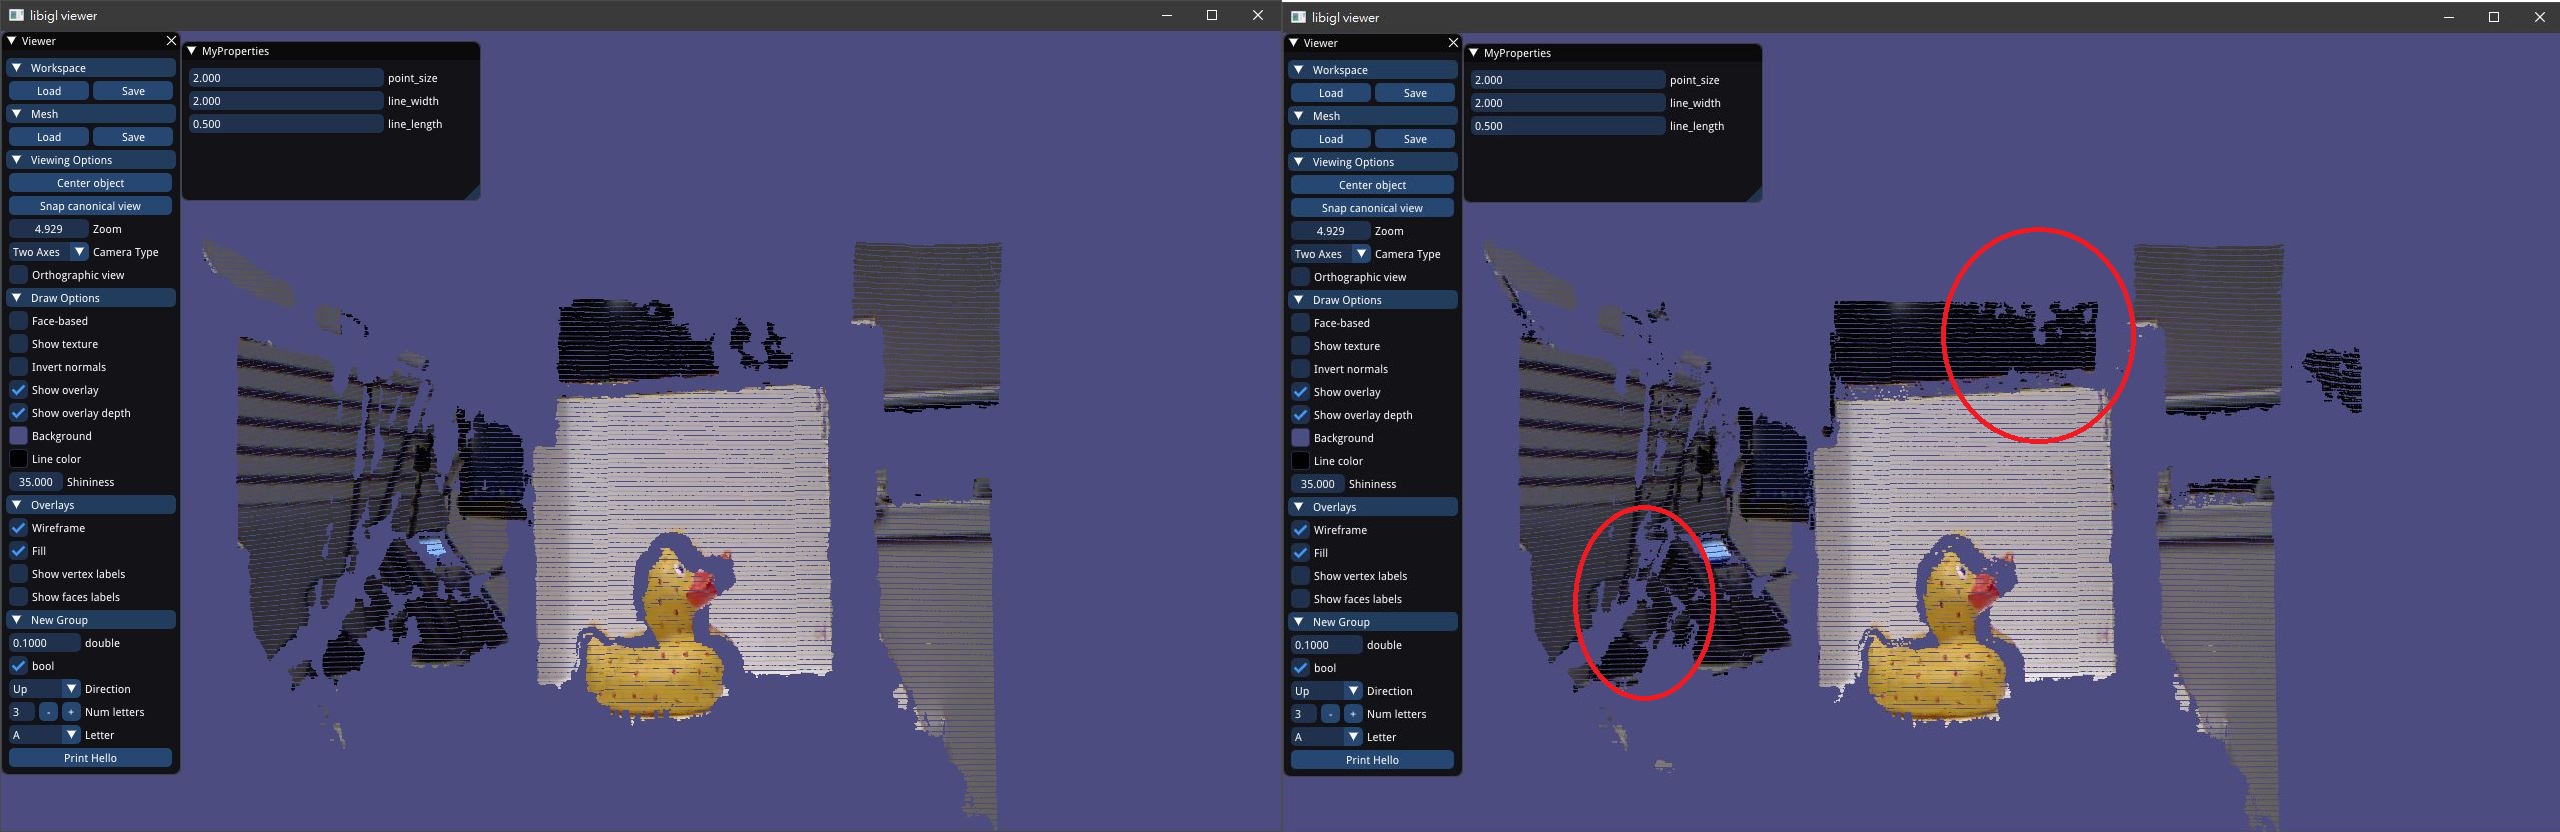 libigl viewer
Viewer
Workspace
Load Save
Mesh
Load Save
Viewing Options
Center object
Snap canonical view
4.929 Zoom
Two Axes Camera Type
Orthographic view
Draw Options
Face-based
Show texture
Invert normals
Show overlay
Show overlay depth
Background
Line color
35.000 Shininess
Overlays
Wireframe
Fill
Show vertex labels
Show faces labels
New Group
0.1000 double
bool
Up Direction
3 - + Num letters
A Letter
Print Hello
MyProperties
2.000 point_size
2.000 line_width
0.500 line_length
libigl viewer
Viewer
Workspace
Load Save
Mesh
Load Save
Viewing Options
Center object
Snap canonical view
4.929 Zoom
Two Axes Camera Type
Orthographic view
Draw Options
Face-based
Show texture
Invert normals
Show overlay
Show overlay depth
Background
Line color
35.000 Shininess
Overlays
Wireframe
Fill
Show vertex labels
Show faces labels
New Group
0.1000 double
bool
Up Direction
3 - + Num letters
A Letter
Print Hello
MyProperties
2.000 point_size
2.000 line_width
0.500 line_length